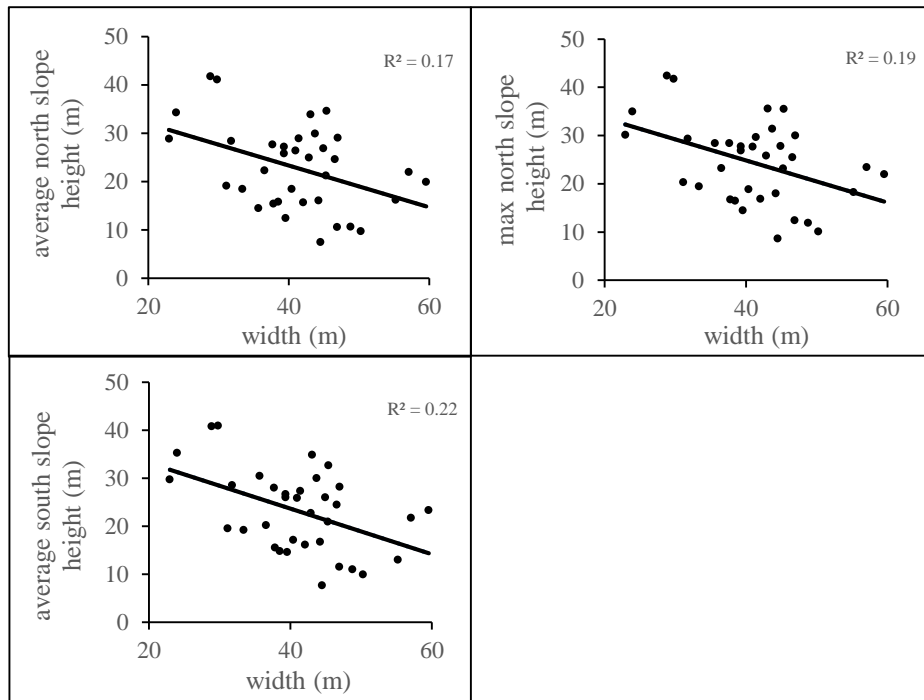 50
40
30
20
10
0
average north slope
height (m)
R² = 0.17
20
40
60
width (m)
50
40
30
20
10
0
max north slope
height (m)
R² = 0.19
20
40
60
width (m)
50
40
30
20
10
0
average south slope
height (m)
R² = 0.22
20
40
60
width (m)